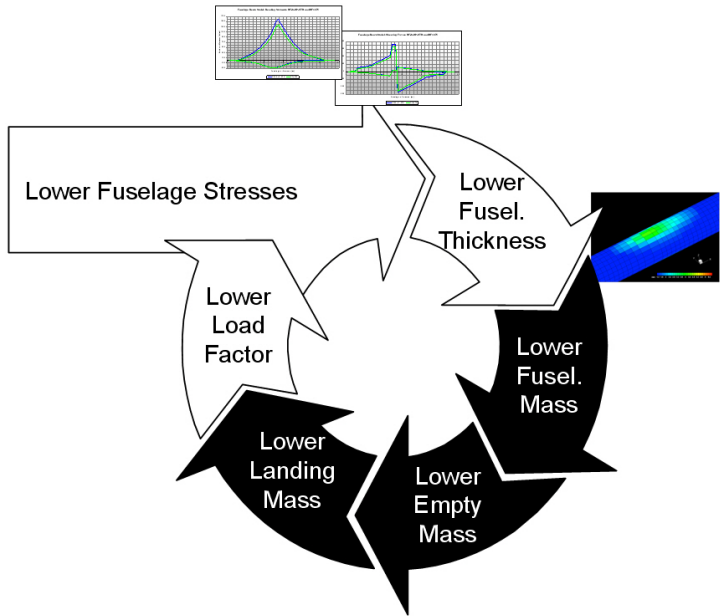 Lower Fuselage Stresses
Lower
Fusel.
Thickness
Lower
Fusel.
Mass
Lower
Empty
Mass
Lower
Landing
Mass
Lower
Load
Factor